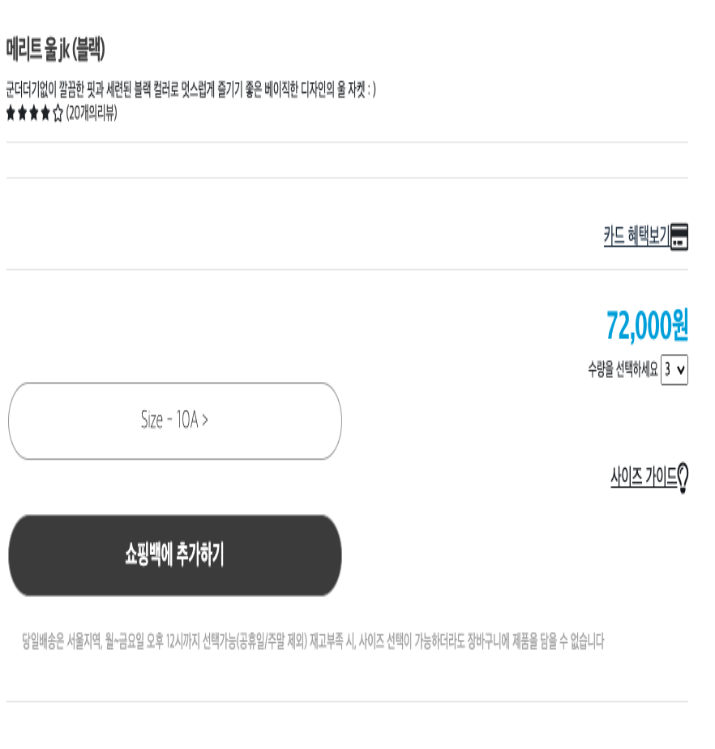 메리트 울 jk (블랙)
군더더기없이 깔끔한 핏과 세련된 블랙 컬러로 멋스럽게 즐기기 좋은 베이직한 디자인의 울 자켓 : )
★★★★☆ (20개의리뷰)
카드 혜택보기
72,000원
수량을 선택하세요 3
Size - 10A >
사이즈 가이드
쇼핑백에 추가하기
당일배송은 서울지역, 월~금요일 오후 12시까지 선택가능(공휴일/주말 제외) 재고부족 시, 사이즈 선택이 가능하더라도 장바구니에 제품을 담을 수 없습니다